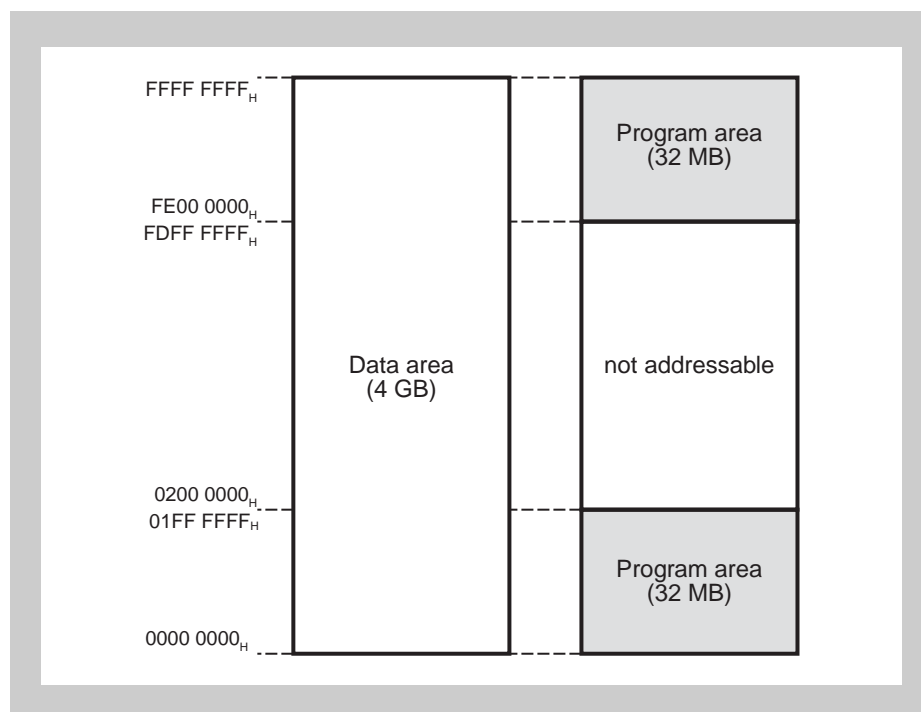 FFFF FFFFH
Program area
(32 MB)
FE00 0000H
FDFF FFFFH
Data area
(4 GB)
not addressable
0200 0000H
01FF FFFFH
Program area
(32 MB)
0000 0000H